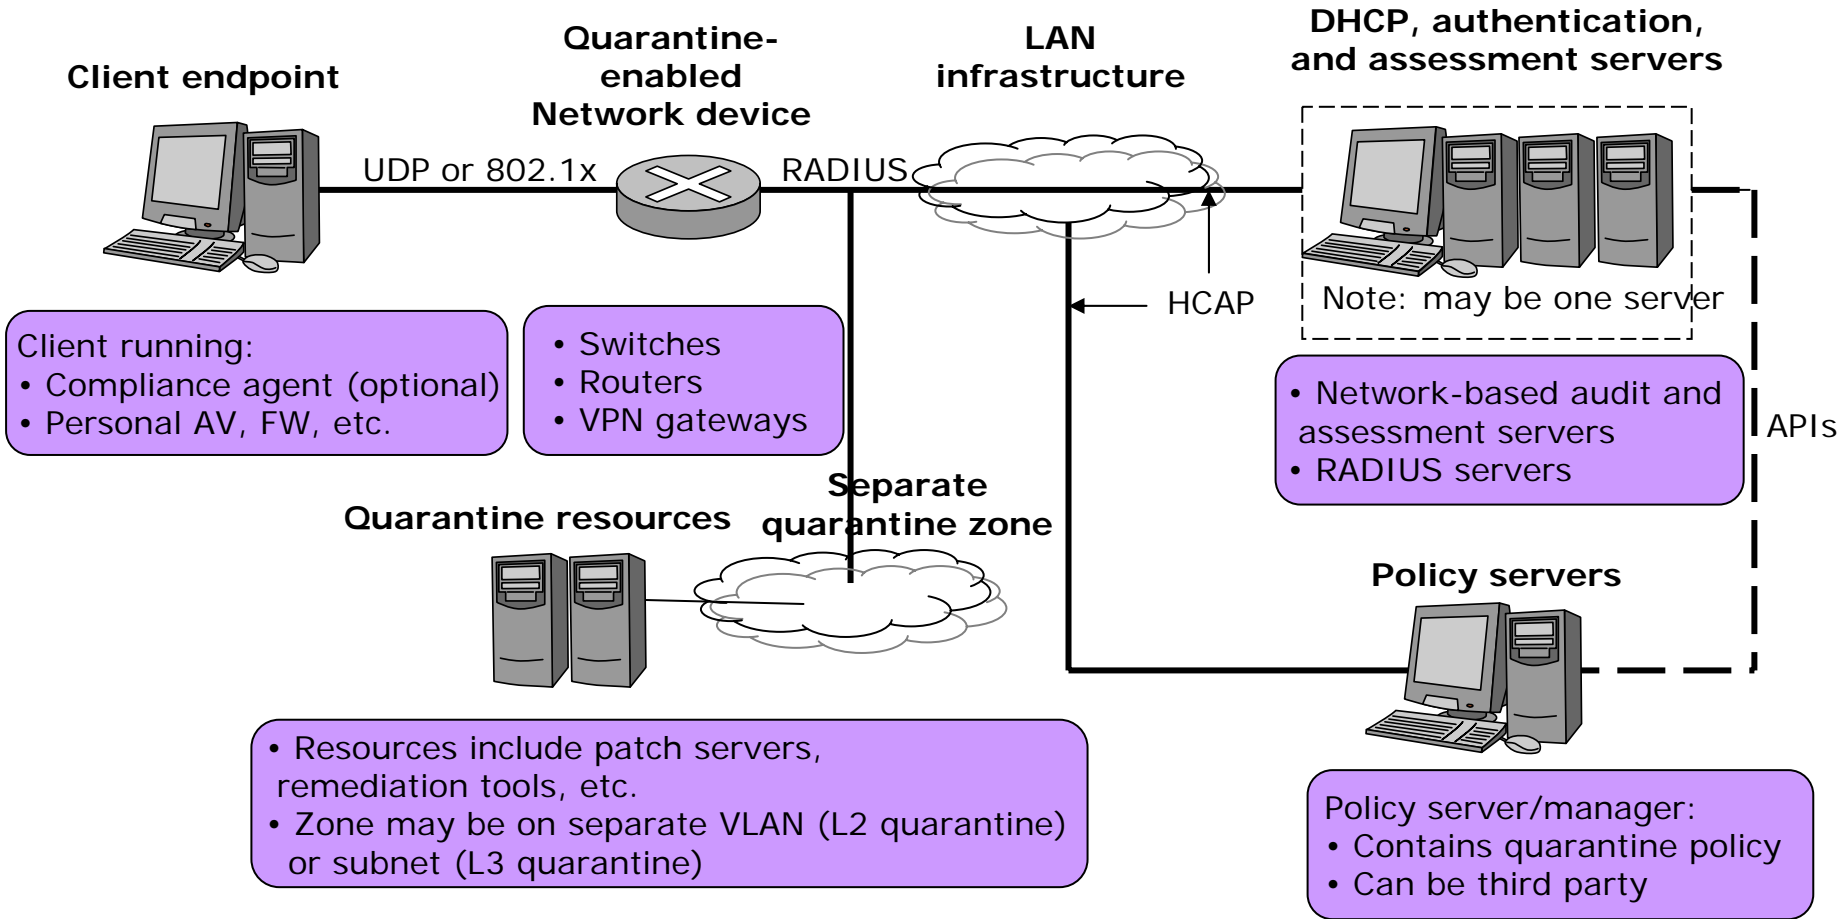 Client endpoint
Quarantine-
enabled
Network device
LAN
infrastructure
DHCP, authentication,
and assessment servers
UDP or 802.1x
RADIUS
HCAP
Note: may be one server
Client running:
• Compliance agent (optional)
• Personal AV, FW, etc.
• Switches
• Routers
• VPN gateways
• Network-based audit and
assessment servers
• RADIUS servers
APIs
Quarantine resources
Separate
quarantine zone
Policy servers
• Resources include patch servers,
remediation tools, etc.
• Zone may be on separate VLAN (L2 quarantine)
or subnet (L3 quarantine)
Policy server/manager:
• Contains quarantine policy
• Can be third party